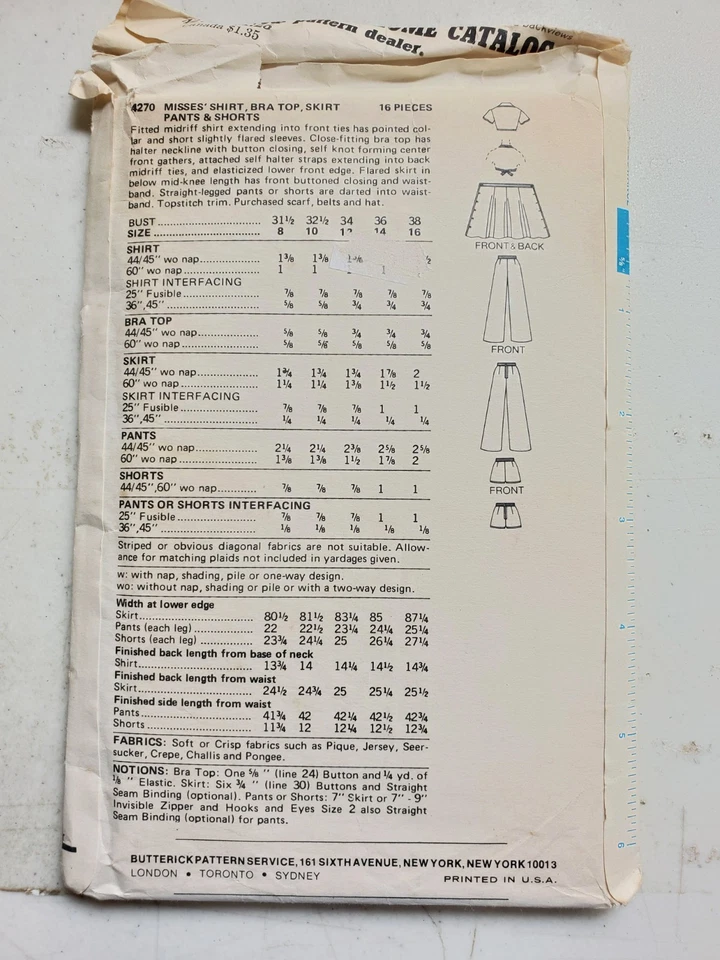 Canada $1.35
pattern
HOME CATALOG
dealer.
backviews
4270 MISSES' SHIRT, BRA TOP, SKIRT 16 PIECES
PANTS & SHORTS
Fitted midriff shirt extending into front ties has pointed col-
lar and short slightly flared sleeves. Close-fitting bra top has
halter neckline with button closing, self knot forming center
front gathers, attached self halter straps extending into back
midriff ties, and elasticized lower front edge. Flared skirt in
below mid-knee length has front buttoned closing and waist-
band. Straight-legged pants or shorts are darted into waist-
band. Topstitch trim. Purchased scarf, belts and hat.
BUST 31½ 32½ 34 36 38
SIZE 8 10 14 16
SHIRT
44/45" wo nap 1⅜ 1⅜ ½
60" wo nap 1 1
SHIRT INTERFACING
25" Fusible ⅞ ⅞ ⅞ ⅞ ⅞
36",45" ⅝ ⅝ ¾ ¾ ¾
BRA TOP
44/45" wo nap ⅝ ⅝ ¾ ¾ ¾
60" wo nap ⅝ ⅝ ⅝ ⅝ ⅝
SKIRT
44/45" wo nap 1¾ 1¾ 1¾ 1⅞ 2
60" wo nap 1¼ 1¼ 1⅜ 1½ 1½
SKIRT INTERFACING
25" Fusible ⅞ ⅞ ⅞ 1 1
36",45" ¼ ¼ ¼ ¼ ¼
PANTS
44/45" wo nap 2¼ 2¼ 2⅜ 2⅝ 2⅝
60" wo nap 1⅜ 1⅜ 1½ 1⅞ 2
SHORTS
44/45",60" wo nap ⅞ ⅞ ⅞ 1 1
PANTS OR SHORTS INTERFACING
25" Fusible ⅞ ⅞ ⅞ 1 1
36",45" ⅛ ⅛ ⅛ ⅛ ⅛
Striped or obvious diagonal fabrics are not suitable. Allow-
ance for matching plaids not included in yardages given.
w: with nap, shading, pile or one-way design.
wo: without nap, shading or pile or with a two-way design.
Width at lower edge
Skirt 80½ 81½ 83¼ 85 87¼
Pants (each leg) 22 22½ 23¼ 24¼ 25¼
Shorts (each leg) 23¾ 24¼ 25 26¼ 27¼
Finished back length from base of neck
Shirt 13¾ 14 14¼ 14½ 14¾
Finished back length from waist
Skirt 24½ 24¾ 25 25¼ 25½
Finished side length from waist
Pants 41¾ 42 42¼ 42½ 42¾
Shorts 11¾ 12 12¼ 12½ 12¾
FABRICS: Soft or Crisp fabrics such as Pique, Jersey, Seer-
sucker, Crepe, Challis and Pongee.
NOTIONS: Bra Top: One ⅝" (line 24) Button and ¼ yd. of
⅛" Elastic. Skirt: Six ¾" (line 30) Buttons and Straight
Seam Binding (optional). Pants or Shorts: 7" Skirt or 7" - 9"
Invisible Zipper and Hooks and Eyes Size 2 also Straight
Seam Binding (optional) for pants.
FRONT & BACK
FRONT
FRONT
1
2
3
4
5
6
BUTTERICK PATTERN SERVICE, 161 SIXTH AVENUE, NEW YORK, NEW YORK 10013
LONDON • TORONTO • SYDNEY PRINTED IN U.S.A.